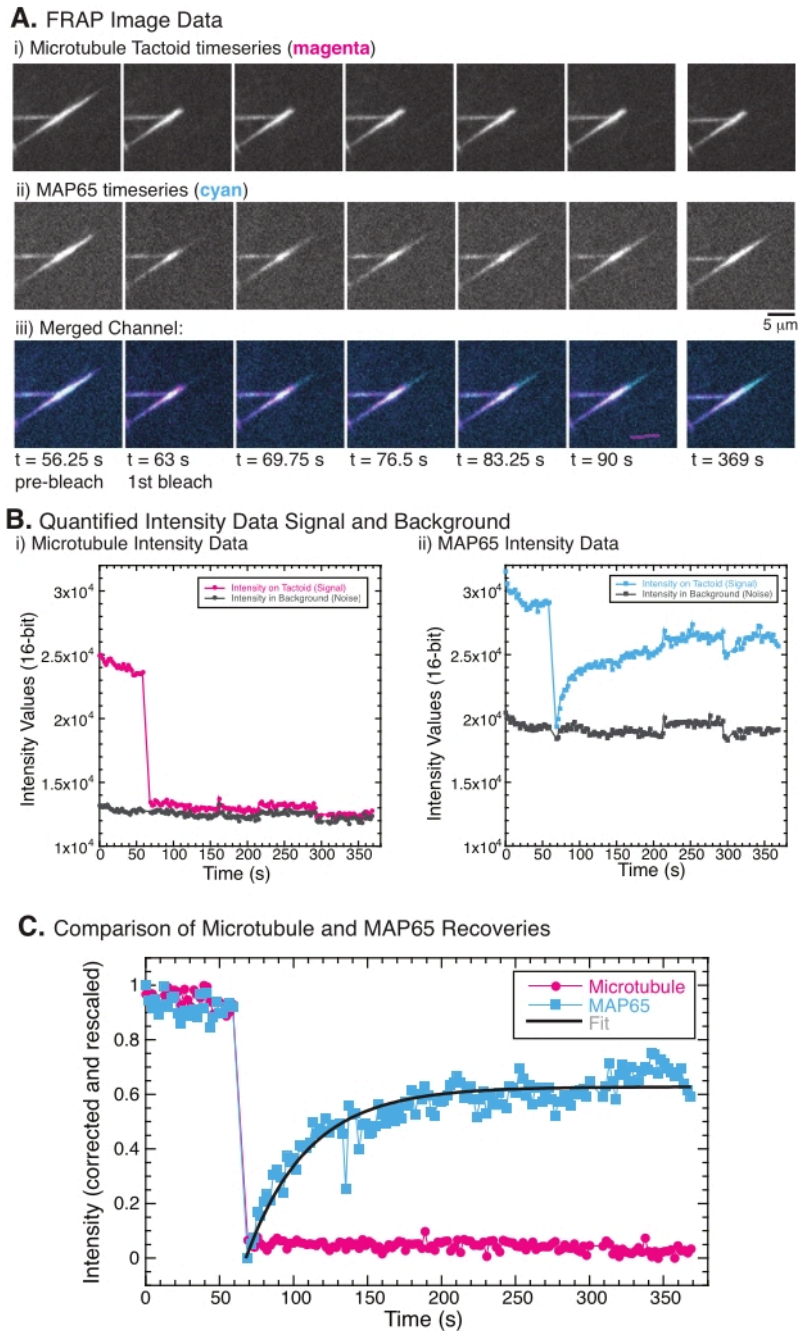 A. FRAP Image Data
i) Microtubule Tactoid timeseries (magenta)
ii) MAP65 timeseries (cyan)
5 μm
iii) Merged Channel:
t = 56.25 s t = 63 s t = 69.75 s t = 76.5 s t = 83.25 s t = 90 s t = 369 s
pre-bleach 1st bleach
B. Quantified Intensity Data Signal and Background
i) Microtubule Intensity Data
Intensity Values (16-bit)
3x10⁴
2.5x10⁴
2x10⁴
1.5x10⁴
1x10⁴
Intensity on Tactoid (Signal)
Intensity in Background (Noise)
0 50 100 150 200 250 300 350
Time (s)
ii) MAP65 Intensity Data
Intensity Values (16-bit)
3x10⁴
2.5x10⁴
2x10⁴
1.5x10⁴
1x10⁴
Intensity on Tactoid (Signal)
Intensity in Background (Noise)
0 50 100 150 200 250 300 350
Time (s)
C. Comparison of Microtubule and MAP65 Recoveries
Intensity (corrected and rescaled)
1
0.8
0.6
0.4
0.2
0
Microtubule
MAP65
Fit
0 50 100 150 200 250 300 350
Time (s)